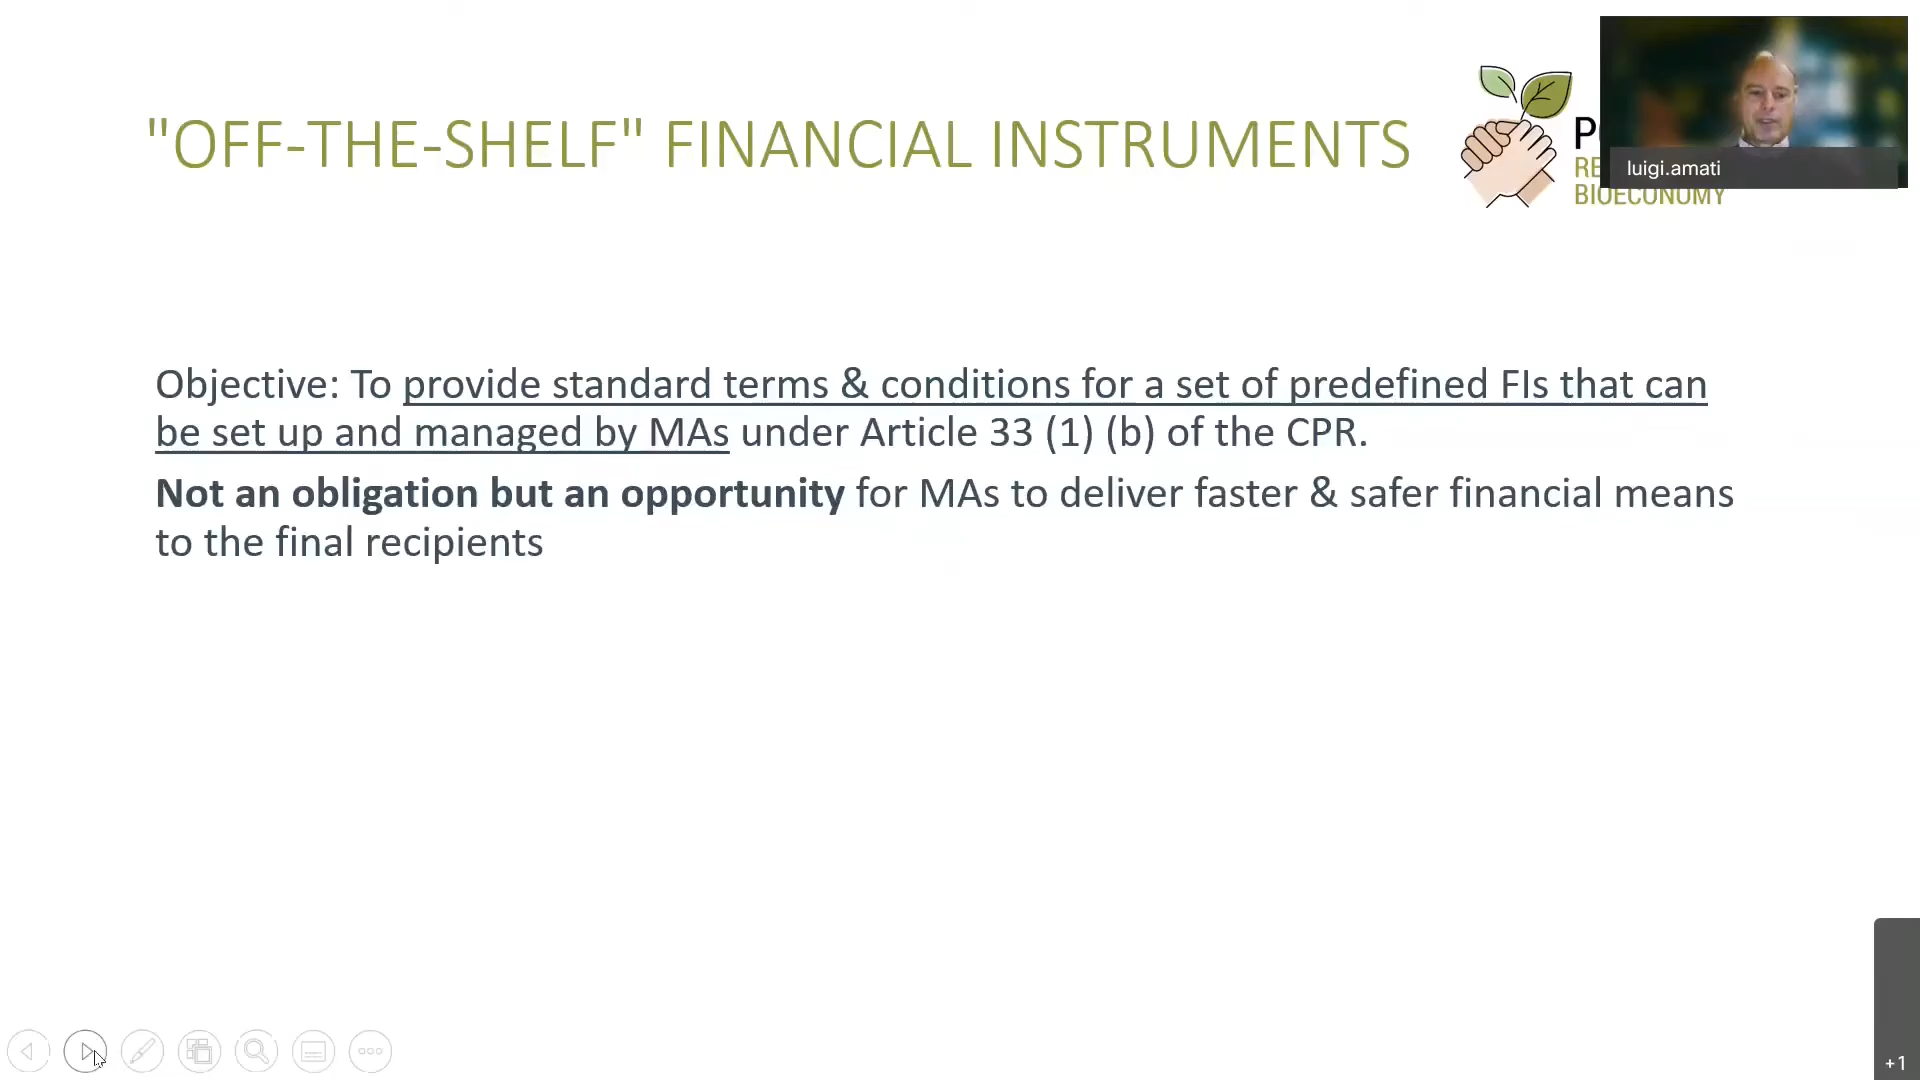 "OFF-THE-SHELF" FINANCIAL INSTRUMENTS
BIOECONOMY
luigi.amati
Objective: To provide standard terms & conditions for a set of predefined FIs that can
be set up and managed by MAs under Article 33 (1) (b) of the CPR.
Not an obligation but an opportunity for MAs to deliver faster & safer financial means
to the final recipients
+1